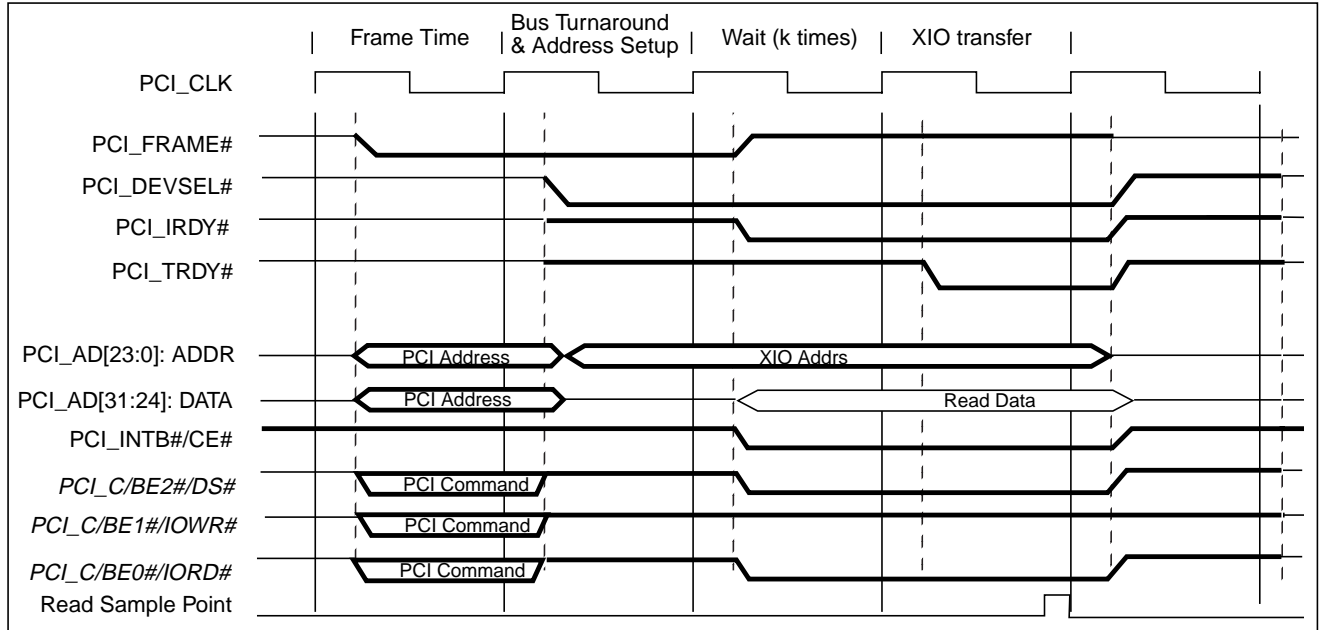 Frame Time
Bus Turnaround
& Address Setup
Wait (k times)
XIO transfer
PCI_CLK
PCI_FRAME#
PCI_DEVSEL#
PCI_IRDY#
PCI_TRDY#
PCI_AD[23:0]: ADDR
PCI Address
XIO Addrs
PCI_AD[31:24]: DATA
PCI Address
Read Data
PCI_INTB#/CE#
PCI_C/BE2#/DS#
PCI Command
PCI_C/BE1#/IOWR#
PCI Command
PCI_C/BE0#/IORD#
PCI Command
Read Sample Point